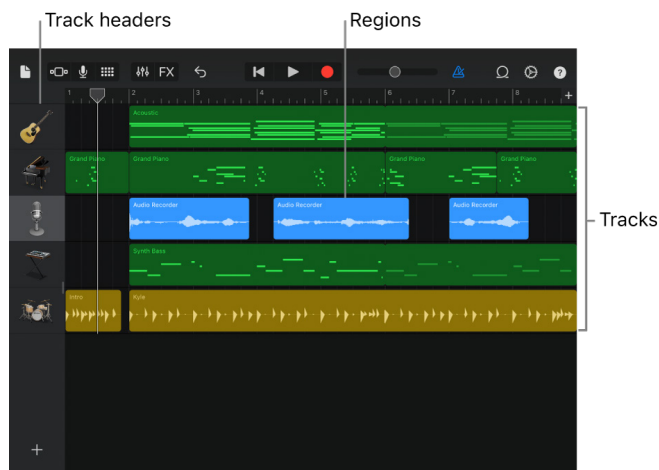 Track headers
Regions
FX
?
1 2 3 4 5 6 7 8 +
Acoustic
Grand Piano Grand Piano Grand Piano Grand Piano
Audio Recorder Audio Recorder Audio Recorder
Tracks
Synth Bass
Intro Kyle
+